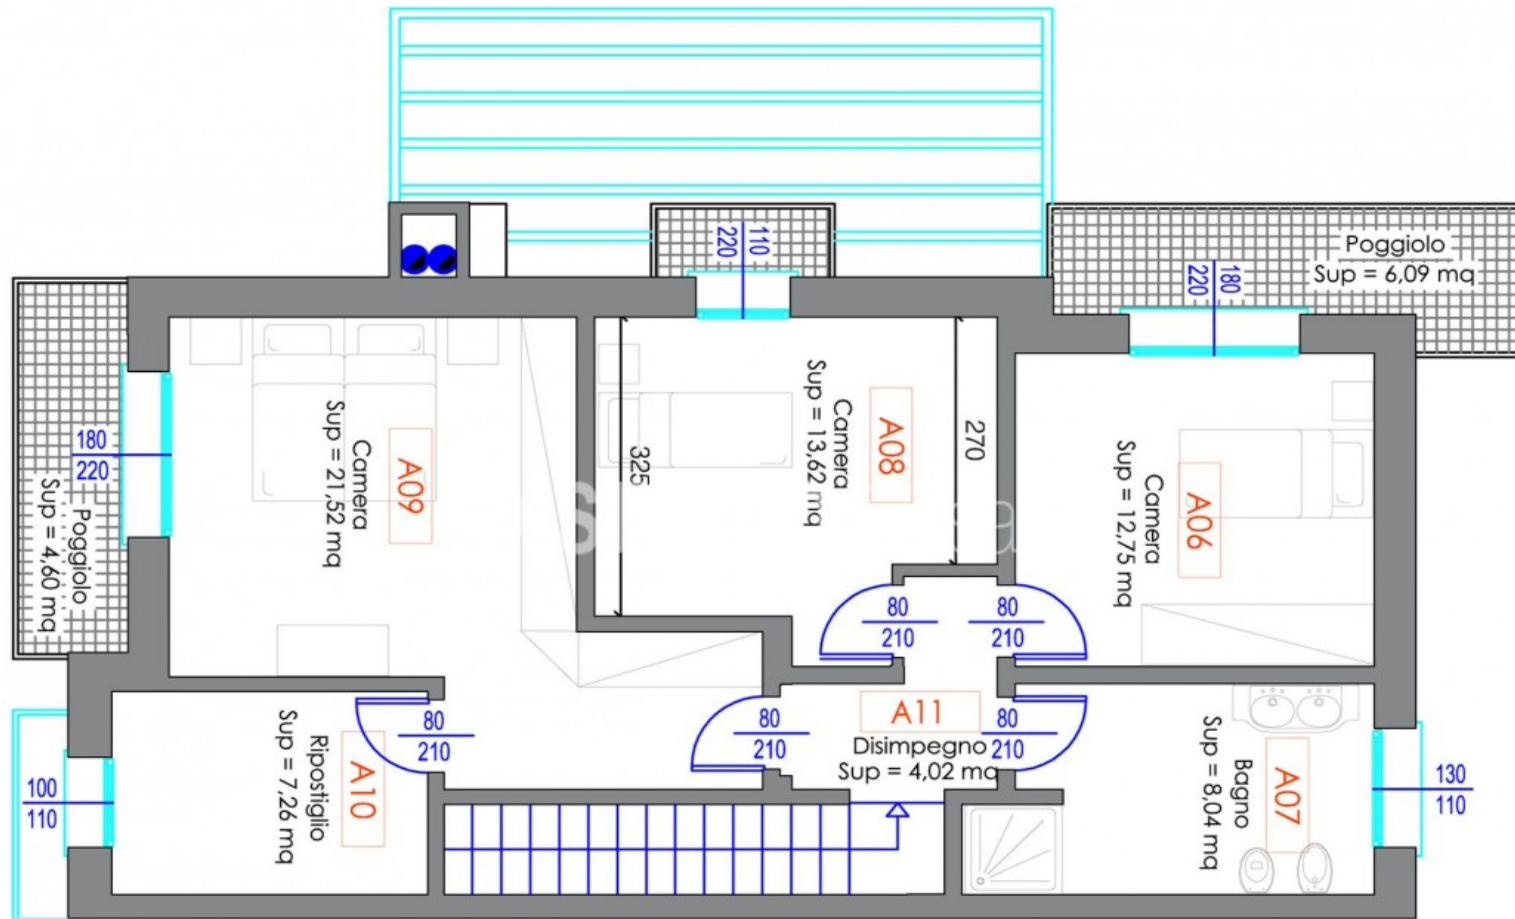 110
220
180
220
Poggiolo
Sup = 6,09 mq
180
220
Poggiolo
Sup = 4,60 mq
A09
Camera
Sup = 21,52 mq
325
A08
Camera
Sup = 13,62 mq
270
A06
Camera
Sup = 12,75 mq
80
210
80
210
80
210
80
210
80
210
A11
Disimpegno
Sup = 4,02 mq
A10
Ripostiglio
Sup = 7,26 mq
100
110
A07
Bagno
Sup = 8,04 mq
130
110